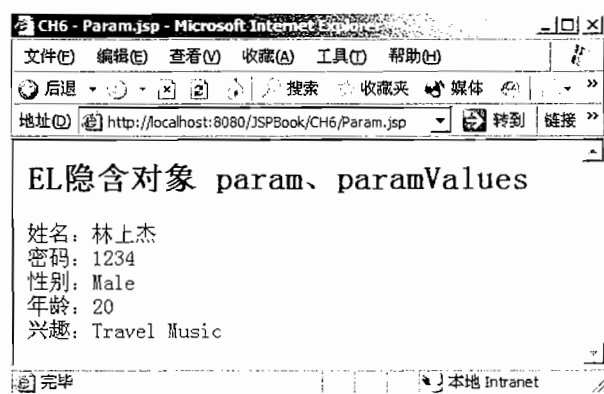 CH6 - Param.jsp - Microsoft Internet Explorer
文件(F) 编辑(E) 查看(V) 收藏(A) 工具(T) 帮助(H)
后退 搜索 收藏夹 媒体 »
地址(D) http://localhost:8080/JSPBook/CH6/Param.jsp 转到 链接 »
EL隐含对象 param、paramValues
姓名：林上杰
密码：1234
性别：Male
年龄：20
兴趣：Travel Music
完毕 本地 Intranet